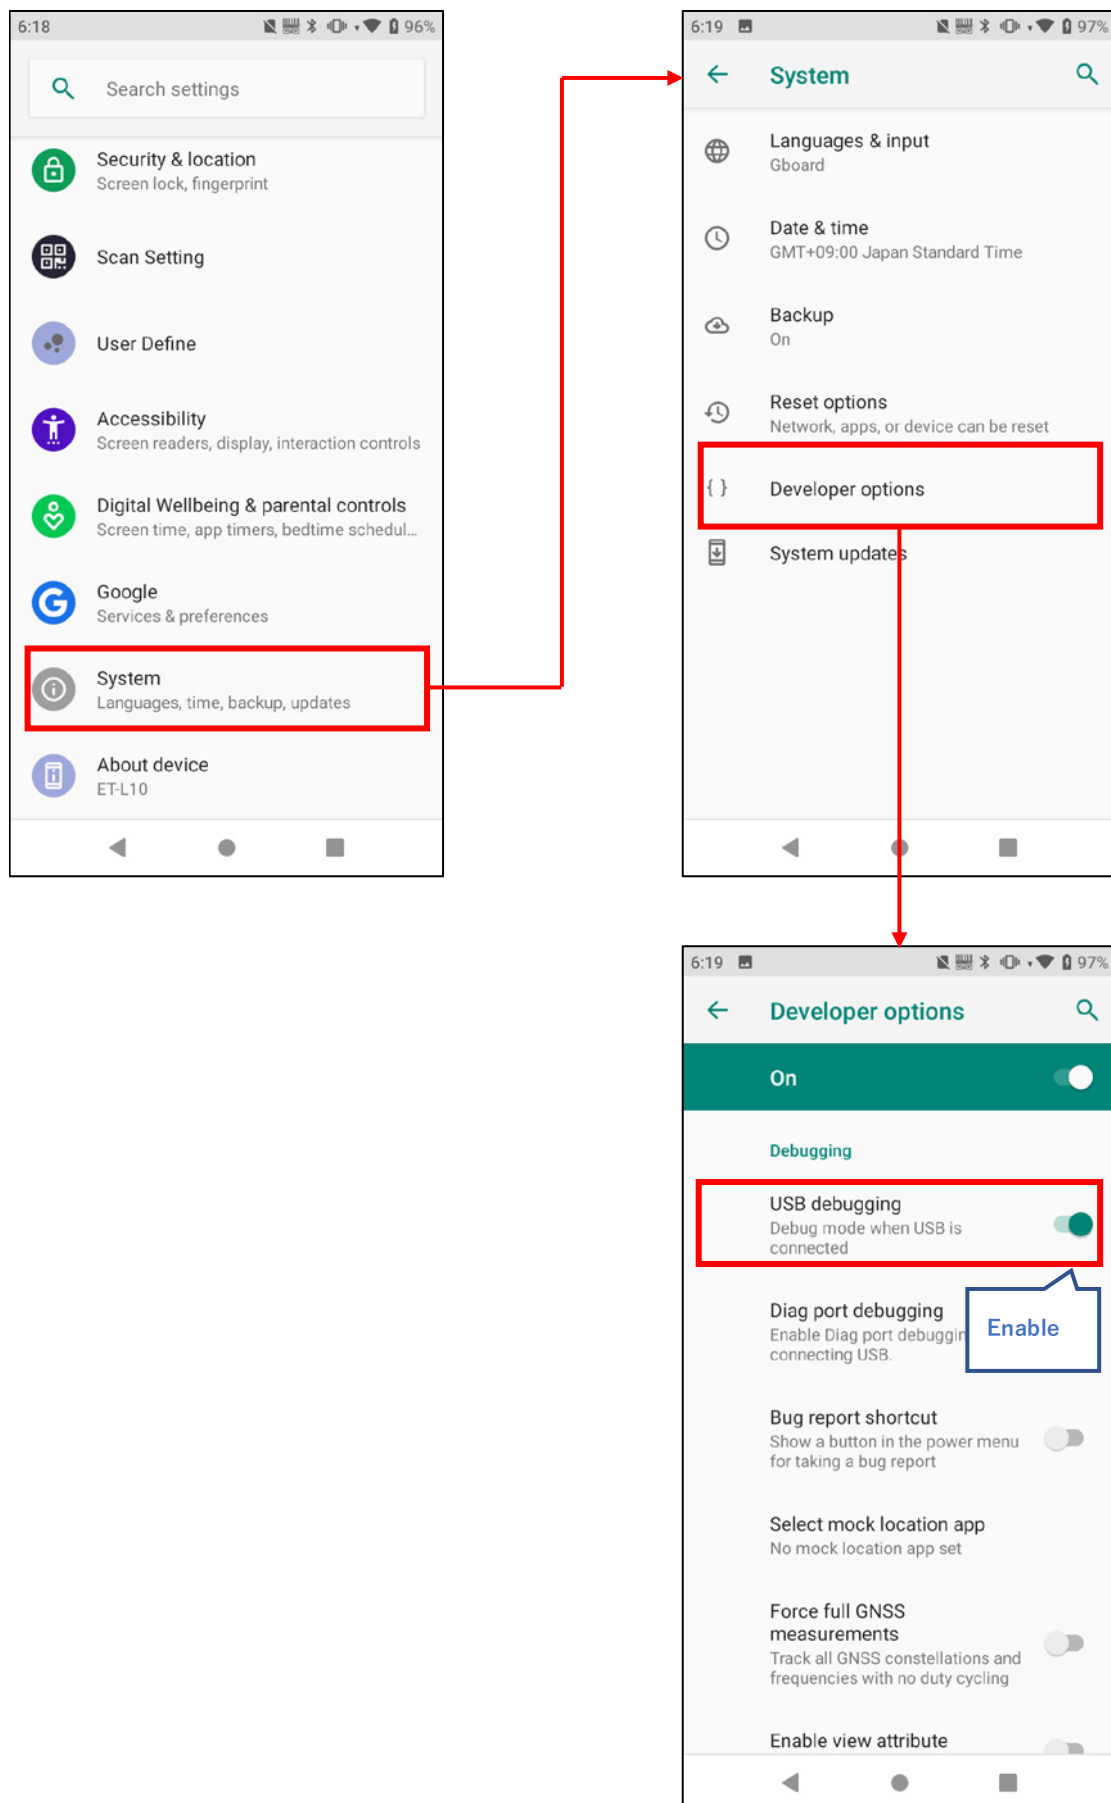 6:18
96%
Search settings
Security & location
Screen lock, fingerprint
Scan Setting
User Define
Accessibility
Screen readers, display, interaction controls
Digital Wellbeing & parental controls
Screen time, app timers, bedtime schedul...
Google
Services & preferences
System
Languages, time, backup, updates
About device
ET-L10
6:19
97%
System
Languages & input
Gboard
Date & time
GMT+09:00 Japan Standard Time
Backup
On
Reset options
Network, apps, or device can be reset
{ } Developer options
System updates
6:19
97%
Developer options
On
Debugging
USB debugging
Debug mode when USB is
connected
Enable
Diag port debugging
Enable Diag port debuggin
connecting USB.
Bug report shortcut
Show a button in the power menu
for taking a bug report
Select mock location app
No mock location app set
Force full GNSS
measurements
Track all GNSS constellations and
frequencies with no duty cycling
Enable view attribute